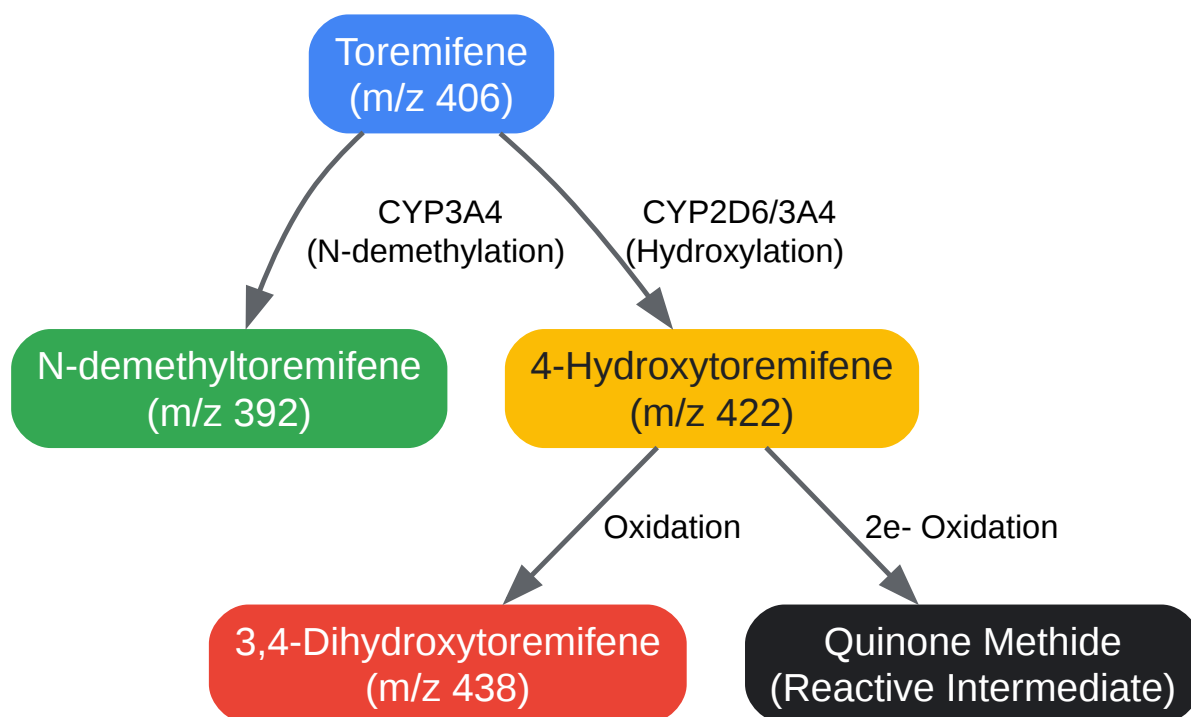 Toremifene
(m/z 406)
CYP3A4
(N-demethylation)
CYP2D6/3A4
(Hydroxylation)
N-demethyltoremifene
(m/z 392)
4-Hydroxytoremifene
(m/z 422)
Oxidation
2e- Oxidation
3,4-Dihydroxytoremifene
(m/z 438)
Quinone Methide
(Reactive Intermediate)